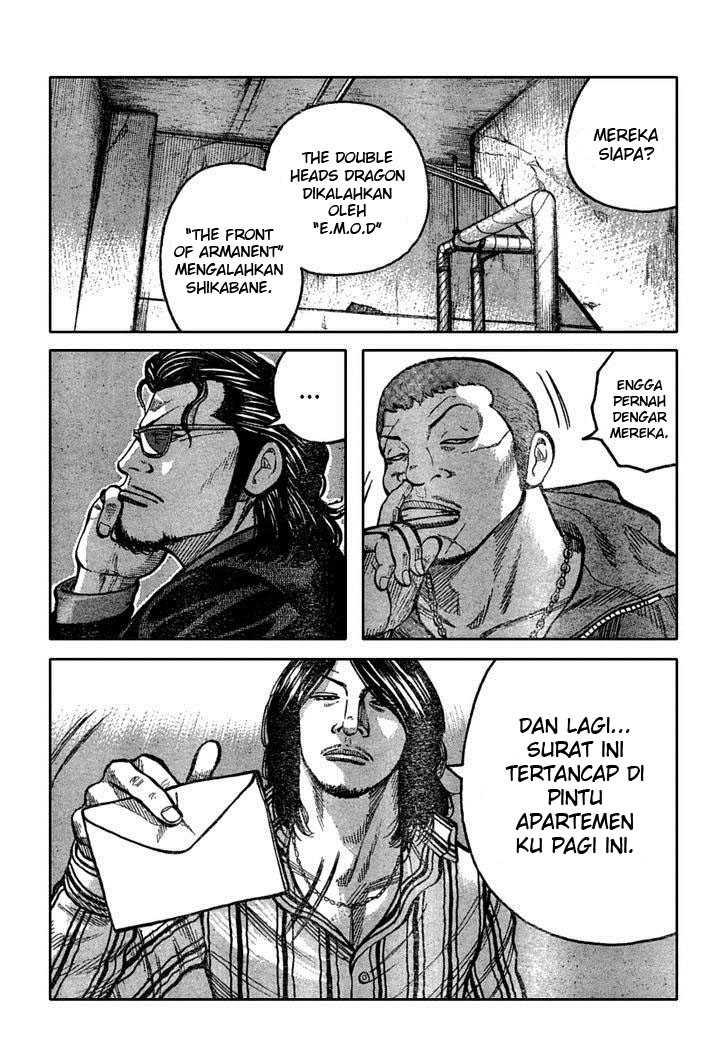 MEREKA
SIAPA?
THE DOUBLE
HEADS DRAGON
DIKALAHKAN
OLEH
"E.M.O.D"
"THE FRONT
OF ARMANENT"
MENGALAHKAN
SHIKABANE.
ENGGA
PERNAH
DENGAR
MEREKA.
...
DAN LAGI...
SURAT INI
TERTANCAP DI
PINTU
APARTEMEN
KU PAGI INI.